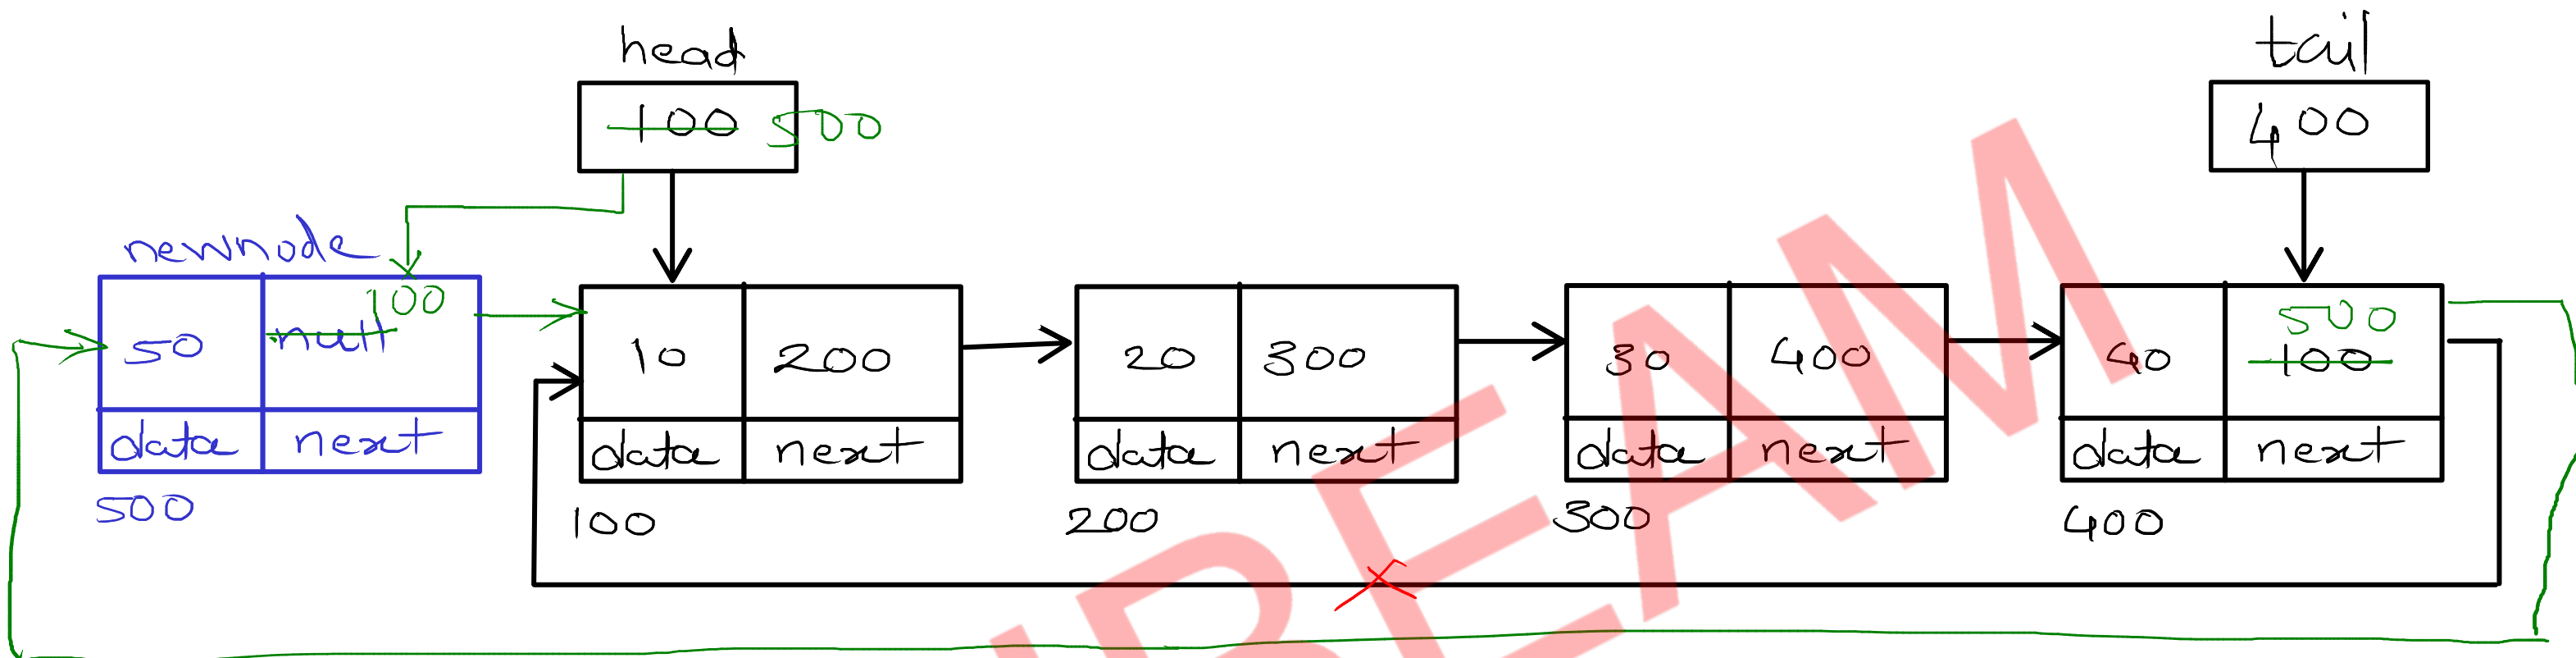 head
tail
100 500
400
newnode
50 null 100
10 200
20 300
30 400
40 500
100
data next
data next
data next
data next
data next
500
100
200
300
400